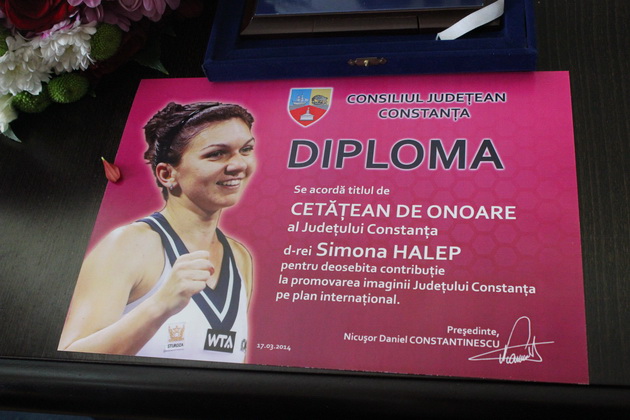 CONSILIUL JUDEȚEAN
CONSTANȚA
DIPLOMA
Se acordă titlul de
CETĂȚEAN DE ONOARE
al Județului Constanța
d-rei Simona HALEP
pentru deosebita contribuție
la promovarea imaginii Județului Constanța
pe plan internațional.
Președinte,
Nicușor Daniel CONSTANTINESCU
17.03.2014
WTA